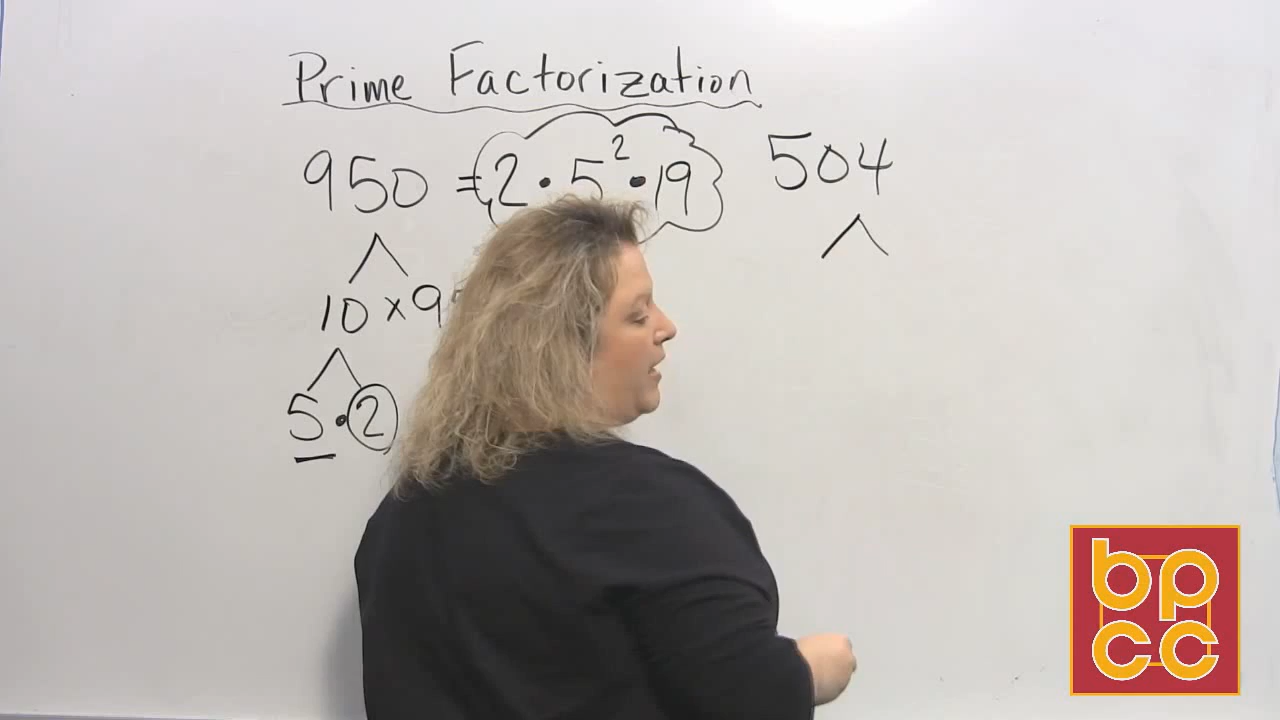 Prime Factorization
950 = 2 · 5² · 19 504
10 × 9
5 · 2
bp
cc